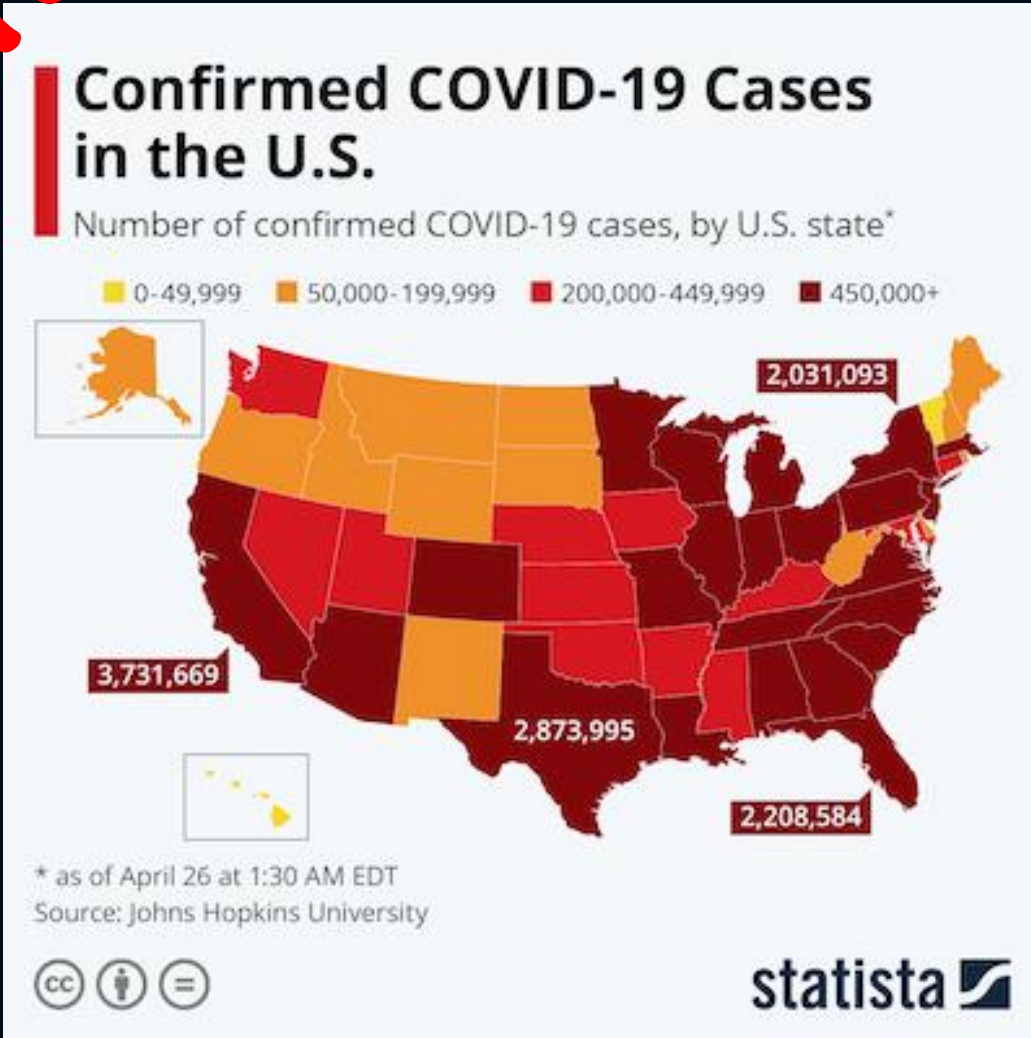 Confirmed COVID-19 Cases
in the U.S.
Number of confirmed COVID-19 cases, by U.S. state*
0-49,999 50,000-199,999 200,000-449,999 450,000+
2,031,093
3,731,669
2,873,995
2,208,584
* as of April 26 at 1:30 AM EDT
Source: Johns Hopkins University
cc =
statista